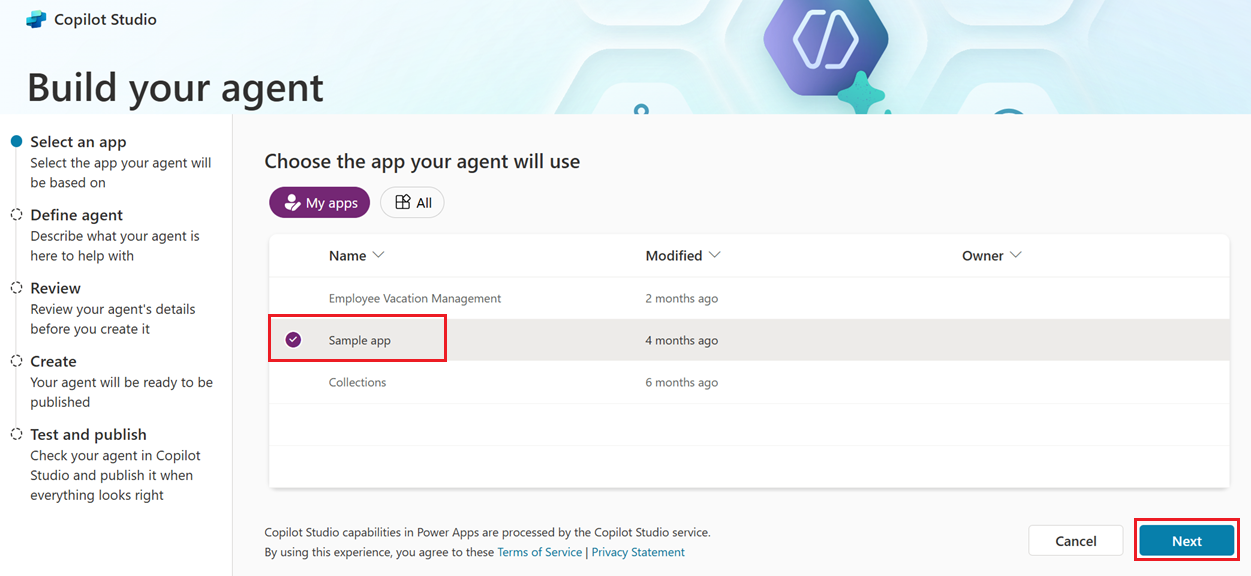 Copilot Studio
Build your agent
Select an app
Select the app your agent will
be based on
Define agent
Describe what your agent is
here to help with
Review
Review your agent's details
before you create it
Create
Your agent will be ready to be
published
Test and publish
Check your agent in Copilot
Studio and publish it when
everything looks right
Choose the app your agent will use
My apps All
Name Modified Owner
Employee Vacation Management 2 months ago
Sample app 4 months ago
Collections 6 months ago
Copilot Studio capabilities in Power Apps are processed by the Copilot Studio service.
By using this experience, you agree to these Terms of Service | Privacy Statement
Cancel Next